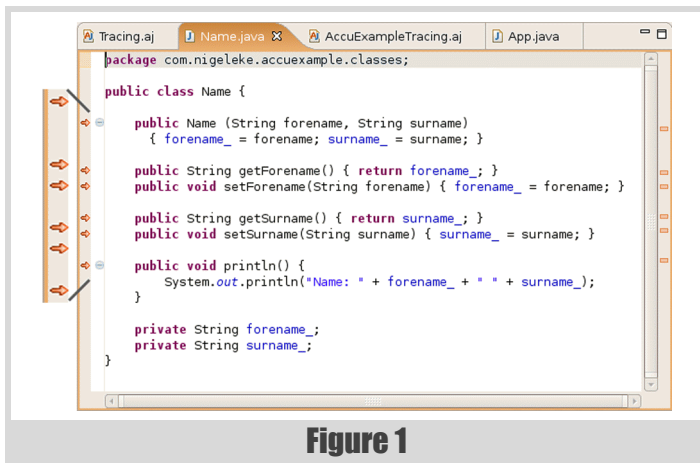 Tracing.aj Name.java AccuExampleTracing.aj App.java
package com.nigeleke.accuexample.classes;
public class Name {
public Name (String forename, String surname)
{ forename_ = forename; surname_ = surname; }
public String getForename() { return forename_; }
public void setForename(String forename) { forename_ = forename; }
public String getSurname() { return surname_; }
public void setSurname(String surname) { surname_ = surname; }
public void println() {
System.out.println("Name: " + forename_ + " " + surname_);
}
private String forename_;
private String surname_;
}
Figure 1